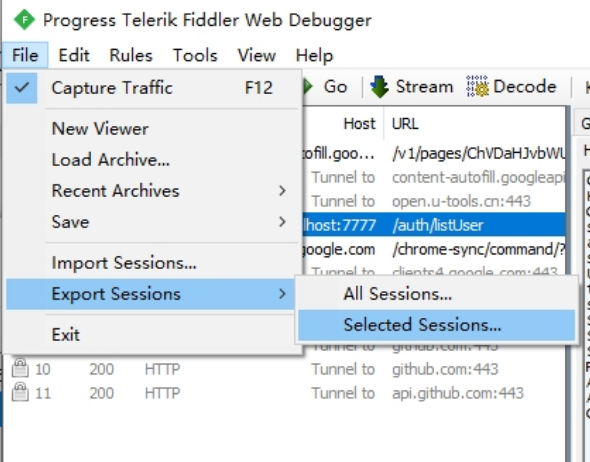 Progress Telerik Fiddler Web Debugger
File Edit Rules Tools View Help
Capture Traffic F12
Go Stream Decode
New Viewer
Load Archive...
Recent Archives
Save
Import Sessions...
Export Sessions
Exit
All Sessions...
Selected Sessions...
Host URL
ofill.goo... /v1/pages/ChVDaHJvbWU
Tunnel to content-autofill.googleapi
Tunnel to open.u-tools.cn:443
lhost:7777 /auth/listUser
google.com /chrome-sync/command/?
Tunnel to clients4.google.com:443
Tunnel to github.com:443
10 200 HTTP Tunnel to github.com:443
11 200 HTTP Tunnel to api.github.com:443